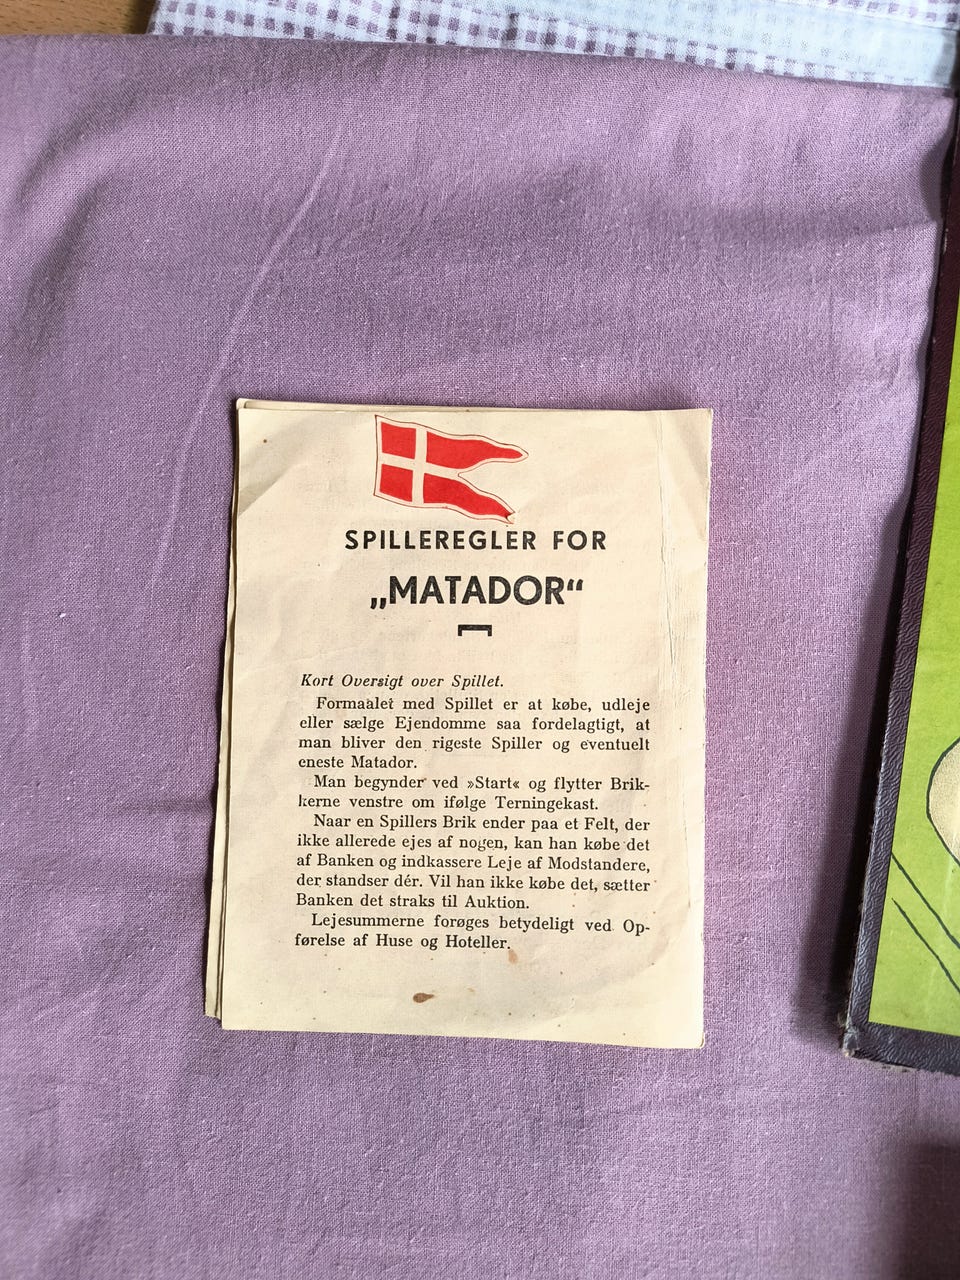 SPILLEREGLER FOR
„MATADOR“
Kort Oversigt over Spillet.
Formaalet med Spillet er at købe, udleje
eller sælge Ejendomme saa fordelagtigt, at
man bliver den rigeste Spiller og eventuelt
eneste Matador.
Man begynder ved »Start« og flytter Brik-
kerne venstre om ifølge Terningekast.
Naar en Spillers Brik ender paa et Felt, der
ikke allerede ejes af nogen, kan han købe det
af Banken og indkassere Leje af Modstandere,
der standser dér. Vil han ikke købe det, sætter
Banken det straks til Auktion.
Lejesummerne forøges betydeligt ved Op-
førelse af Huse og Hoteller.